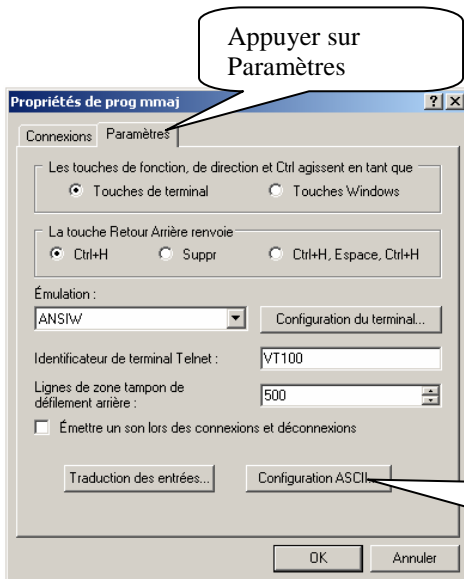 Appuyer sur
Paramètres
Propriétés de prog mmaj
Connexions Paramètres
Les touches de fonction, de direction et Ctrl agissent en tant que
Touches de terminal Touches Windows
La touche Retour Arrière renvoie
Ctrl+H Suppr Ctrl+H, Espace, Ctrl+H
Émulation :
ANSIW Configuration du terminal...
Identificateur de terminal Telnet : VT100
Lignes de zone tampon de
défilement arrière : 500
Émettre un son lors des connexions et déconnexions
Traduction des entrées... Configuration ASCII...
OK Annuler